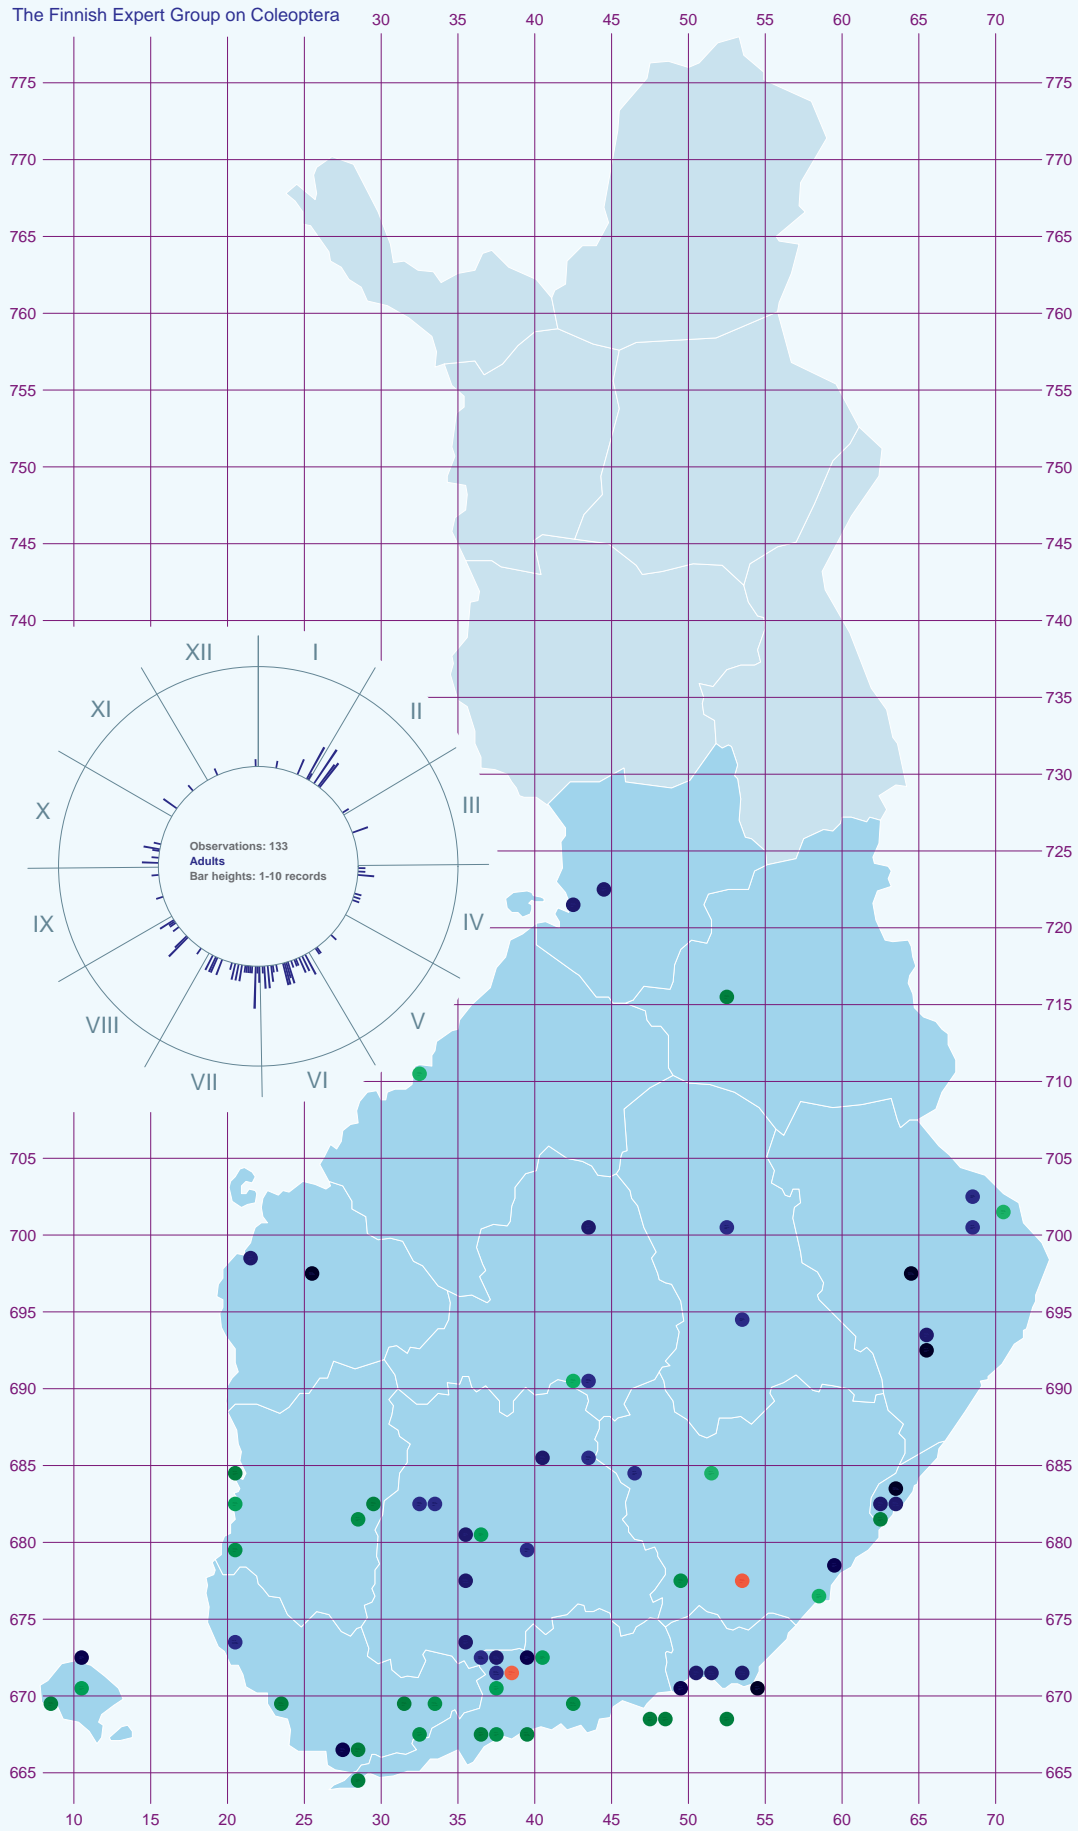 The Finnish Expert Group on Coleoptera
30 35 40 45 50 55 60 65 70
775 775
770 770
765 765
760 760
755 755
750 750
745 745
740 740
XII I
XI II
735
730
X III
725
Observations: 133
Adults
Bar heights: 1-10 records
IX IV
720
715
VIII V
VII VI
710
705 705
700 700
695 695
690 690
685 685
680 680
675 675
670 670
665 665
10 15 20 25 30 35 40 45 50 55 60 65 70